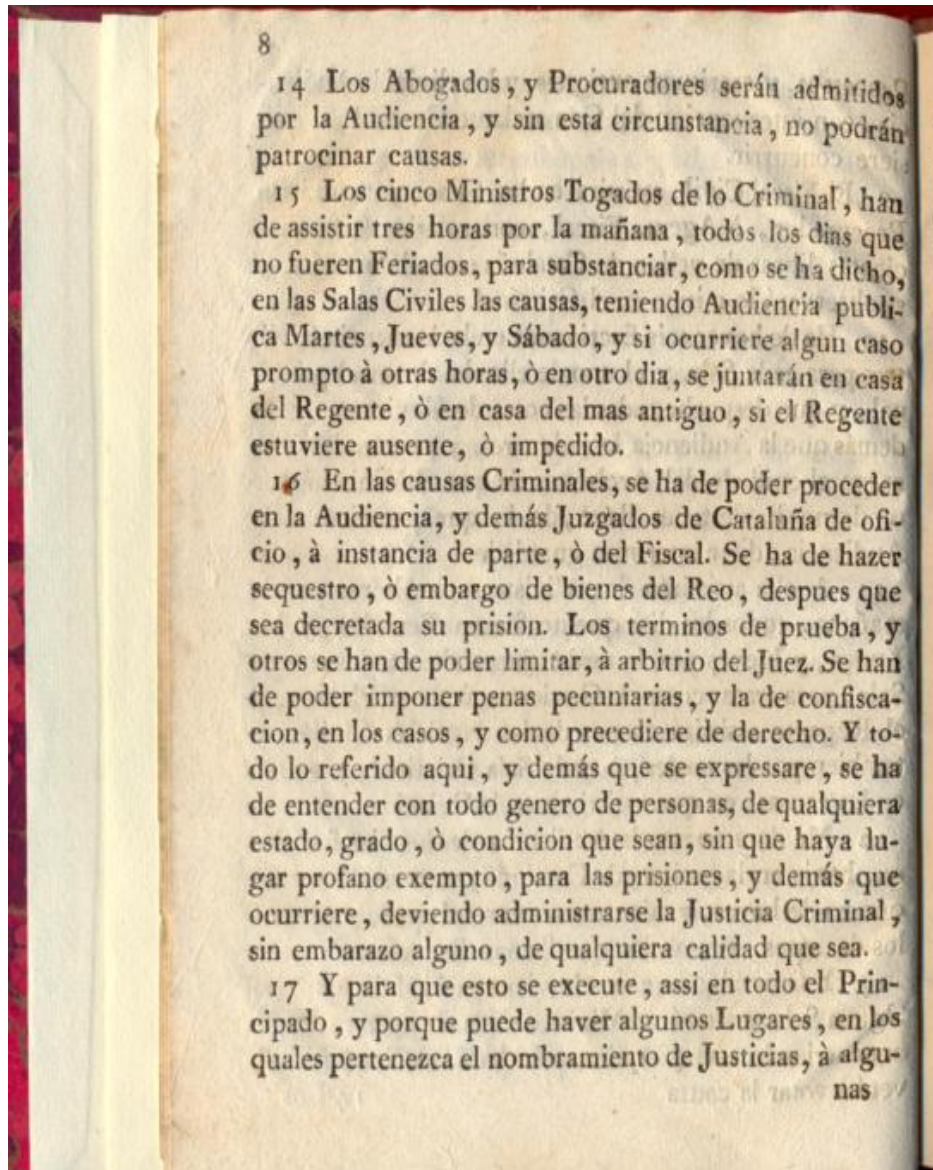 8
14 Los Abogados, y Procuradores serán admitidos
por la Audiencia, y sin esta circunstancia, no podrán
patrocinar causas.
15 Los cinco Ministros Togados de lo Criminal, han
de assistir tres horas por la mañana, todos los dias que
no fueren Feriados, para substanciar, como se ha dicho,
en las Salas Civiles las causas, teniendo Audiencia publi-
ca Martes, Jueves, y Sábado, y si ocurriere algun caso
prompto à otras horas, ò en otro dia, se juntarán en casa
del Regente, ò en casa del mas antiguo, si el Regente
estuviere ausente, ò impedido.
16 En las causas Criminales, se ha de poder proceder
en la Audiencia, y demás Juzgados de Cataluña de ofi-
cio, à instancia de parte, ò del Fiscal. Se ha de hazer
sequestro, ò embargo de bienes del Reo, despues que
sea decretada su prision. Los terminos de prueba, y
otros se han de poder limitar, à arbitrio del Juez. Se han
de poder imponer penas pecuniarias, y la de confisca-
cion, en los casos, y como precediere de derecho. Y to-
do lo referido aqui, y demás que se expressare, se ha
de entender con todo genero de personas, de qualquiera
estado, grado, ò condicion que sean, sin que haya lu-
gar profano exempto, para las prisiones, y demás que
ocurriere, deviendo administrarse la Justicia Criminal,
sin embarazo alguno, de qualquiera calidad que sea.
17 Y para que esto se execute, assi en todo el Prin-
cipado, y porque puede haver algunos Lugares, en los
quales pertenezca el nombramiento de Justicias, à algu-
nas